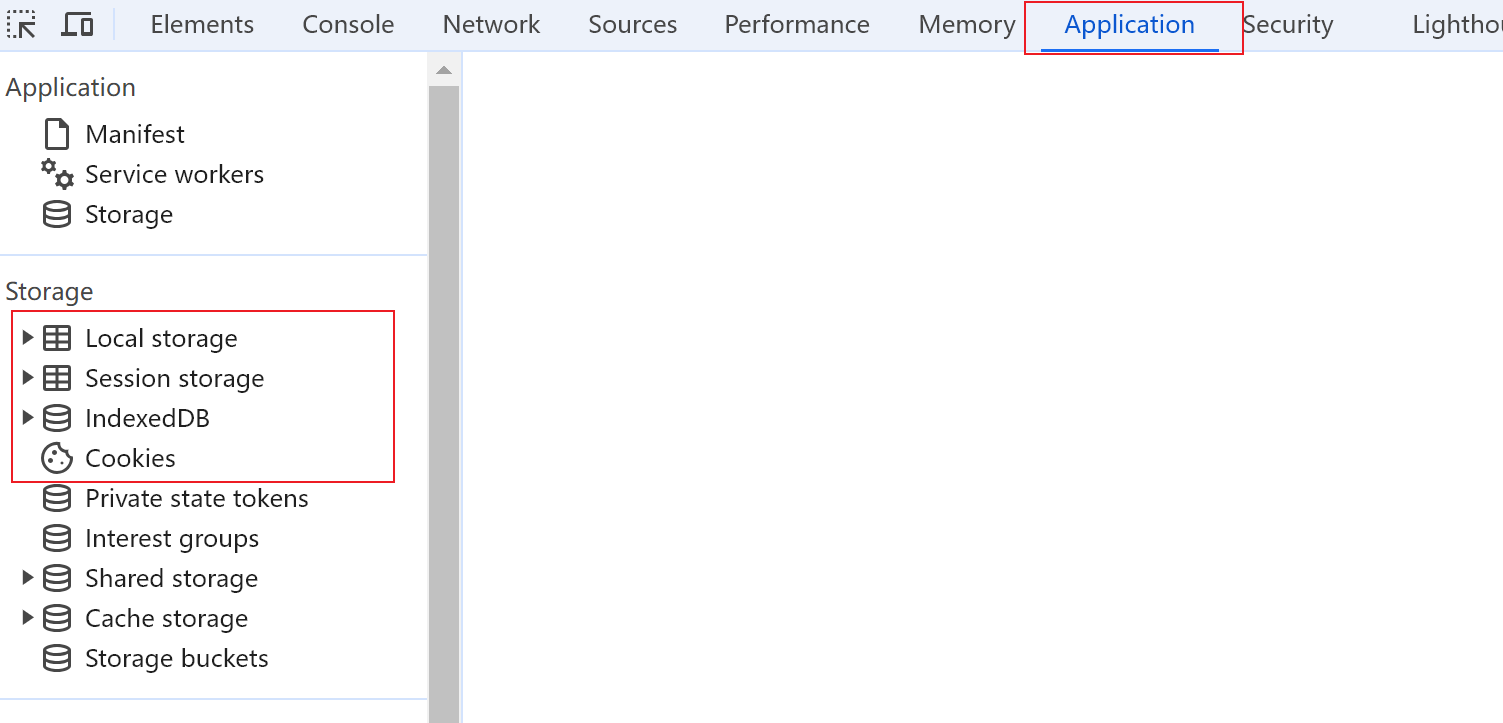 Elements Console Network Sources Performance Memory Application Security Lighthou
Application
Manifest
Service workers
Storage
Storage
Local storage
Session storage
IndexedDB
Cookies
Private state tokens
Interest groups
Shared storage
Cache storage
Storage buckets